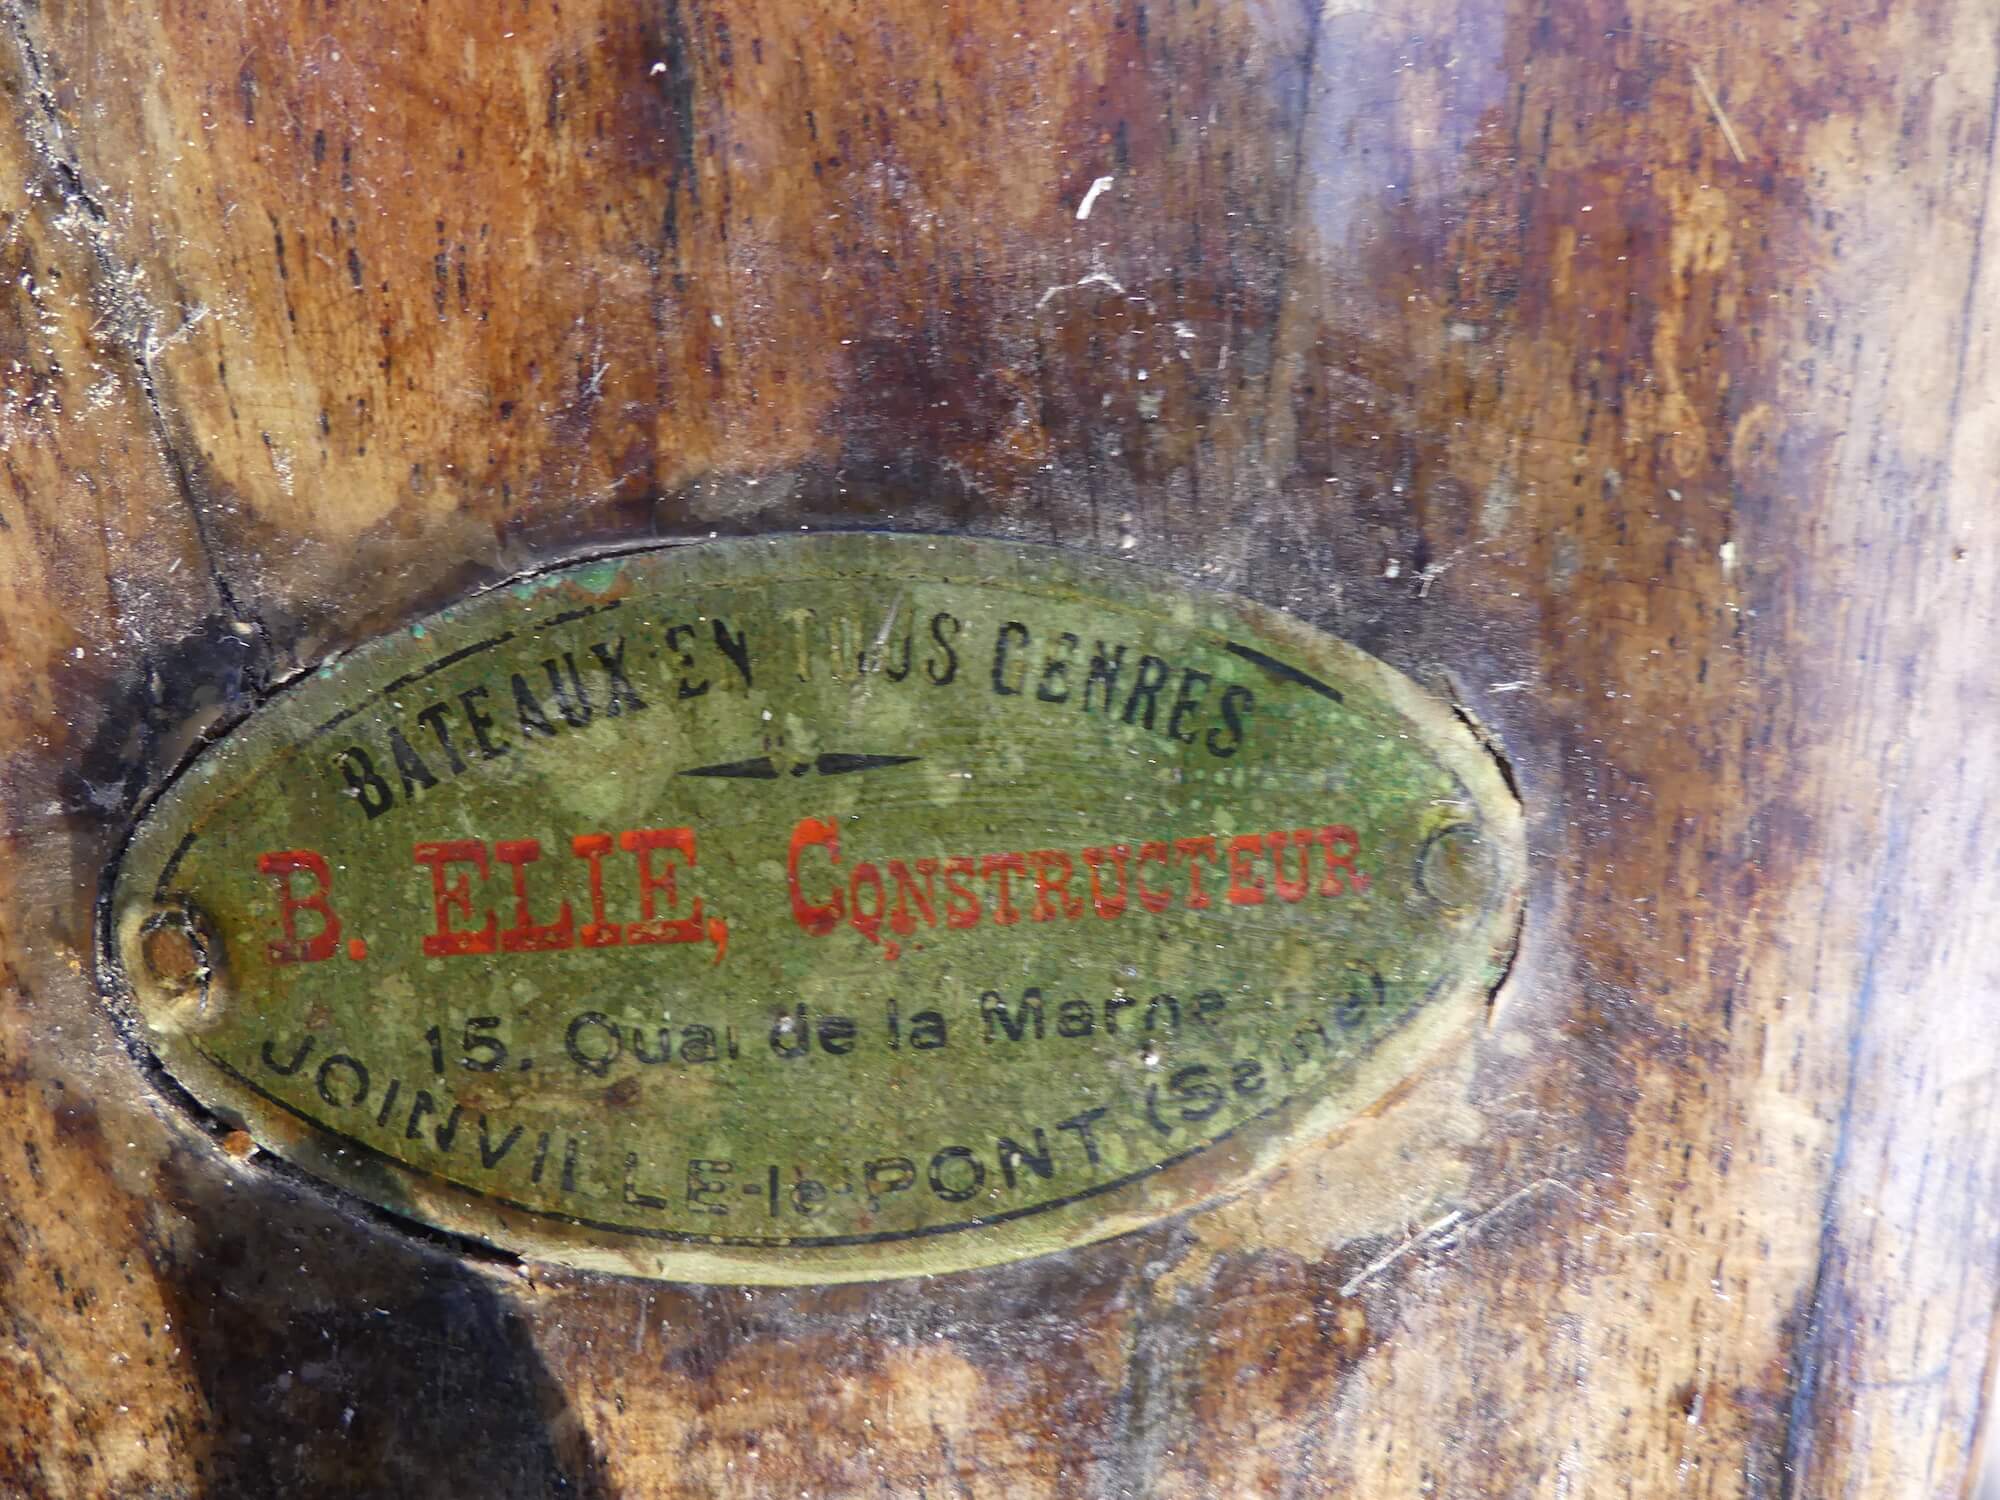 BATEAUX EN TOUS GENRES
B. ELIE, CONSTRUCTEUR
15. Quai de la Marne
JOINVILLE-le-PONT (Seine)